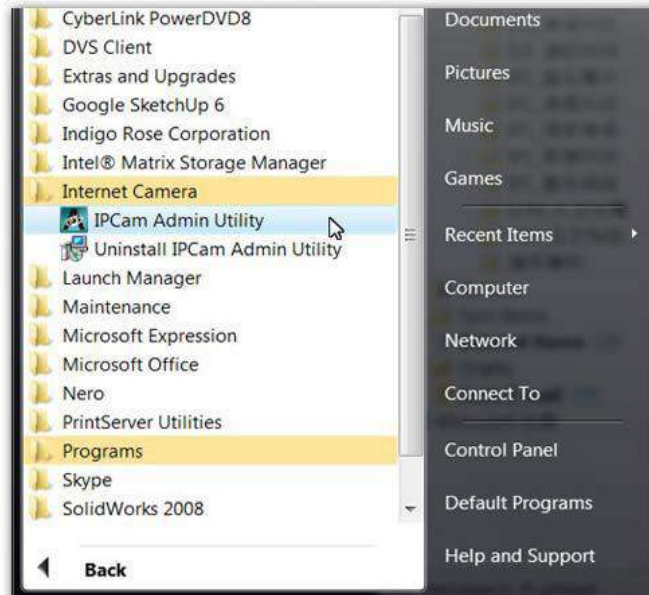 CyberLink PowerDVD8
DVS Client
Extras and Upgrades
Google SketchUp 6
Indigo Rose Corporation
Intel® Matrix Storage Manager
Internet Camera
IPCam Admin Utility
Uninstall IPCam Admin Utility
Launch Manager
Maintenance
Microsoft Expression
Microsoft Office
Nero
PrintServer Utilities
Programs
Skype
SolidWorks 2008
Back
Documents
Pictures
Music
Games
Recent Items
Computer
Network
Connect To
Control Panel
Default Programs
Help and Support